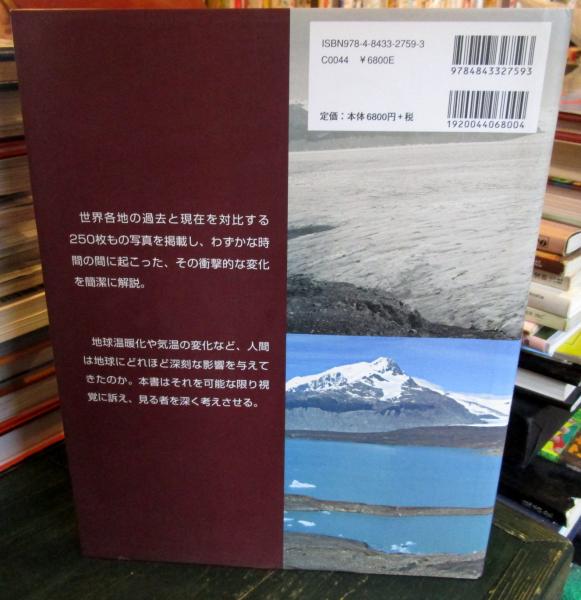 ISBN978-4-8433-2759-3
C0044 ¥6800E
定価：本体6800円＋税
9784843327593
1920044068004
世界各地の過去と現在を対比する
250枚もの写真を掲載し、わずかな時
間の間に起こった、その衝撃的な変化
を簡潔に解説。
地球温暖化や気温の変化など、人間
は地球にどれほど深刻な影響を与えて
きたのか。本書はそれを可能な限り視
覚に訴え、見る者を深く考えさせる。